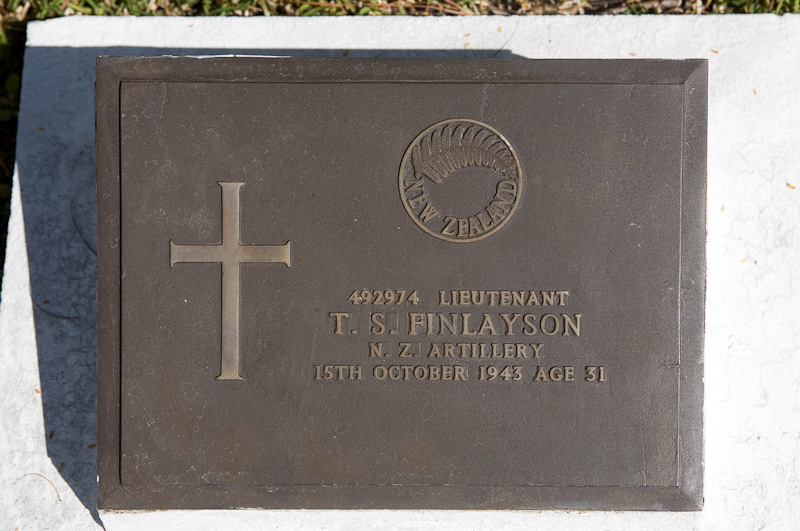 NEW ZEALAND
492974 LIEUTENANT
T. S. FINLAYSON
N. Z. ARTILLERY
15TH OCTOBER 1943 AGE 31